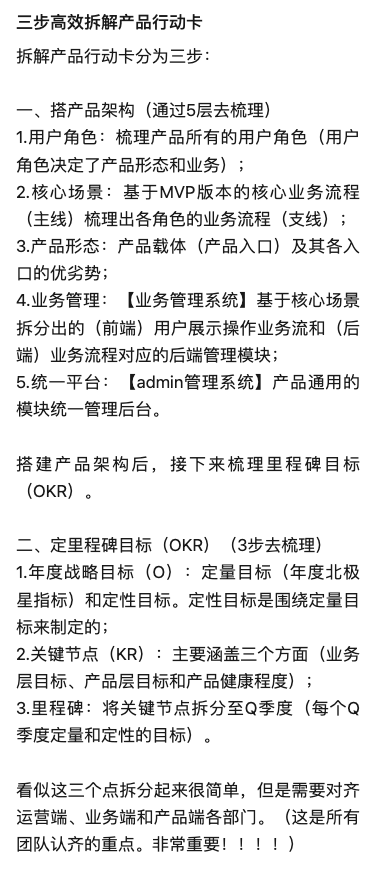 三步高效拆解产品行动卡
拆解产品行动卡分为三步：
一、搭产品架构（通过5层去梳理）
1.用户角色：梳理产品所有的用户角色（用户
角色决定了产品形态和业务）；
2.核心场景：基于MVP版本的核心业务流程
（主线）梳理出各角色的业务流程（支线）；
3.产品形态：产品载体（产品入口）及其各入
口的优劣势；
4.业务管理：【业务管理系统】基于核心场景
拆分出的（前端）用户展示操作业务流和（后
端）业务流程对应的后端管理模块；
5.统一平台：【admin管理系统】产品通用的
模块统一管理后台。
搭建产品架构后，接下来梳理里程碑目标
（OKR）。
二、定里程碑目标（OKR）（3步去梳理）
1.年度战略目标（O）：定量目标（年度北极
星指标）和定性目标。定性目标是围绕定量目
标来制定的；
2.关键节点（KR）：主要涵盖三个方面（业务
层目标、产品层目标和产品健康程度）；
3.里程碑：将关键节点拆分至Q季度（每个Q
季度定量和定性的目标）。
看似这三个点拆分起来很简单，但是需要对齐
运营端、业务端和产品端各部门。（这是所有
团队认齐的重点。非常重要！！！！）